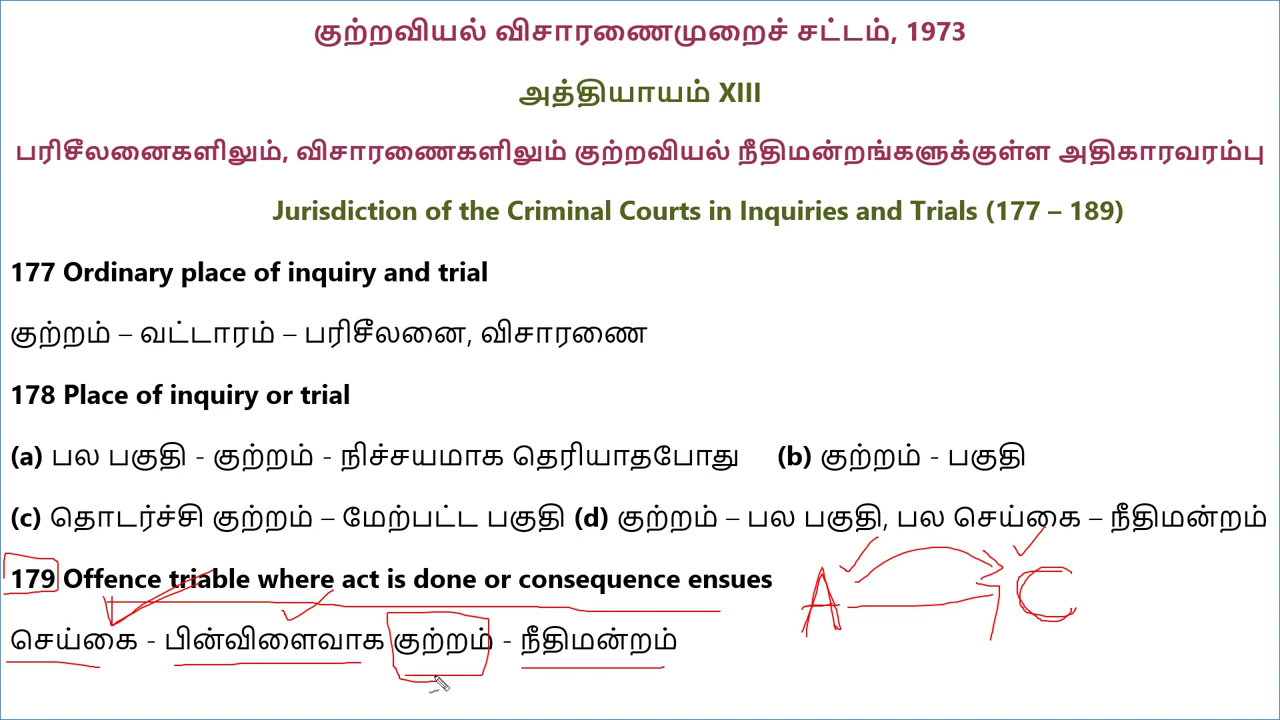 குற்றவியல் விசாரணைமுறைச் சட்டம், 1973
அத்தியாயம் XIII
பரிசீலனைகளிலும், விசாரணைகளிலும் குற்றவியல் நீதிமன்றங்களுக்குள்ள அதிகாரவரம்பு
Jurisdiction of the Criminal Courts in Inquiries and Trials (177 – 189)
177 Ordinary place of inquiry and trial
குற்றம் – வட்டாரம் – பரிசீலனை, விசாரணை
178 Place of inquiry or trial
(a) பல பகுதி - குற்றம் - நிச்சயமாக தெரியாதபோது (b) குற்றம் - பகுதி
(c) தொடர்ச்சி குற்றம் – மேற்பட்ட பகுதி (d) குற்றம் – பல பகுதி, பல செய்கை – நீதிமன்றம்
179 Offence triable where act is done or consequence ensues A C
செய்கை - பின்விளைவாக குற்றம் - நீதிமன்றம்